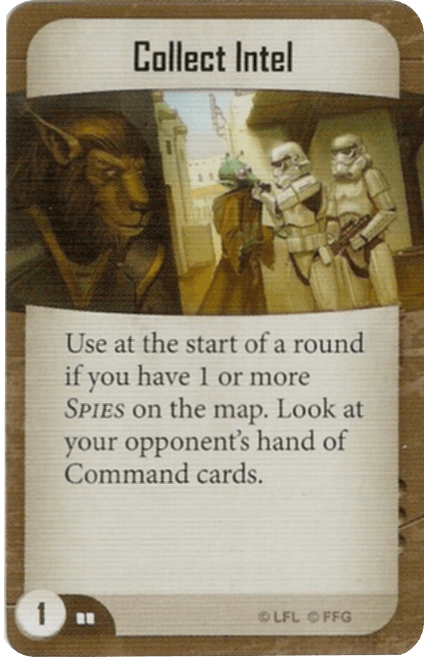 Collect Intel
Use at the start of a round
if you have 1 or more
SPIES on the map. Look at
your opponent's hand of
Command cards.
1
© LFL © FFG